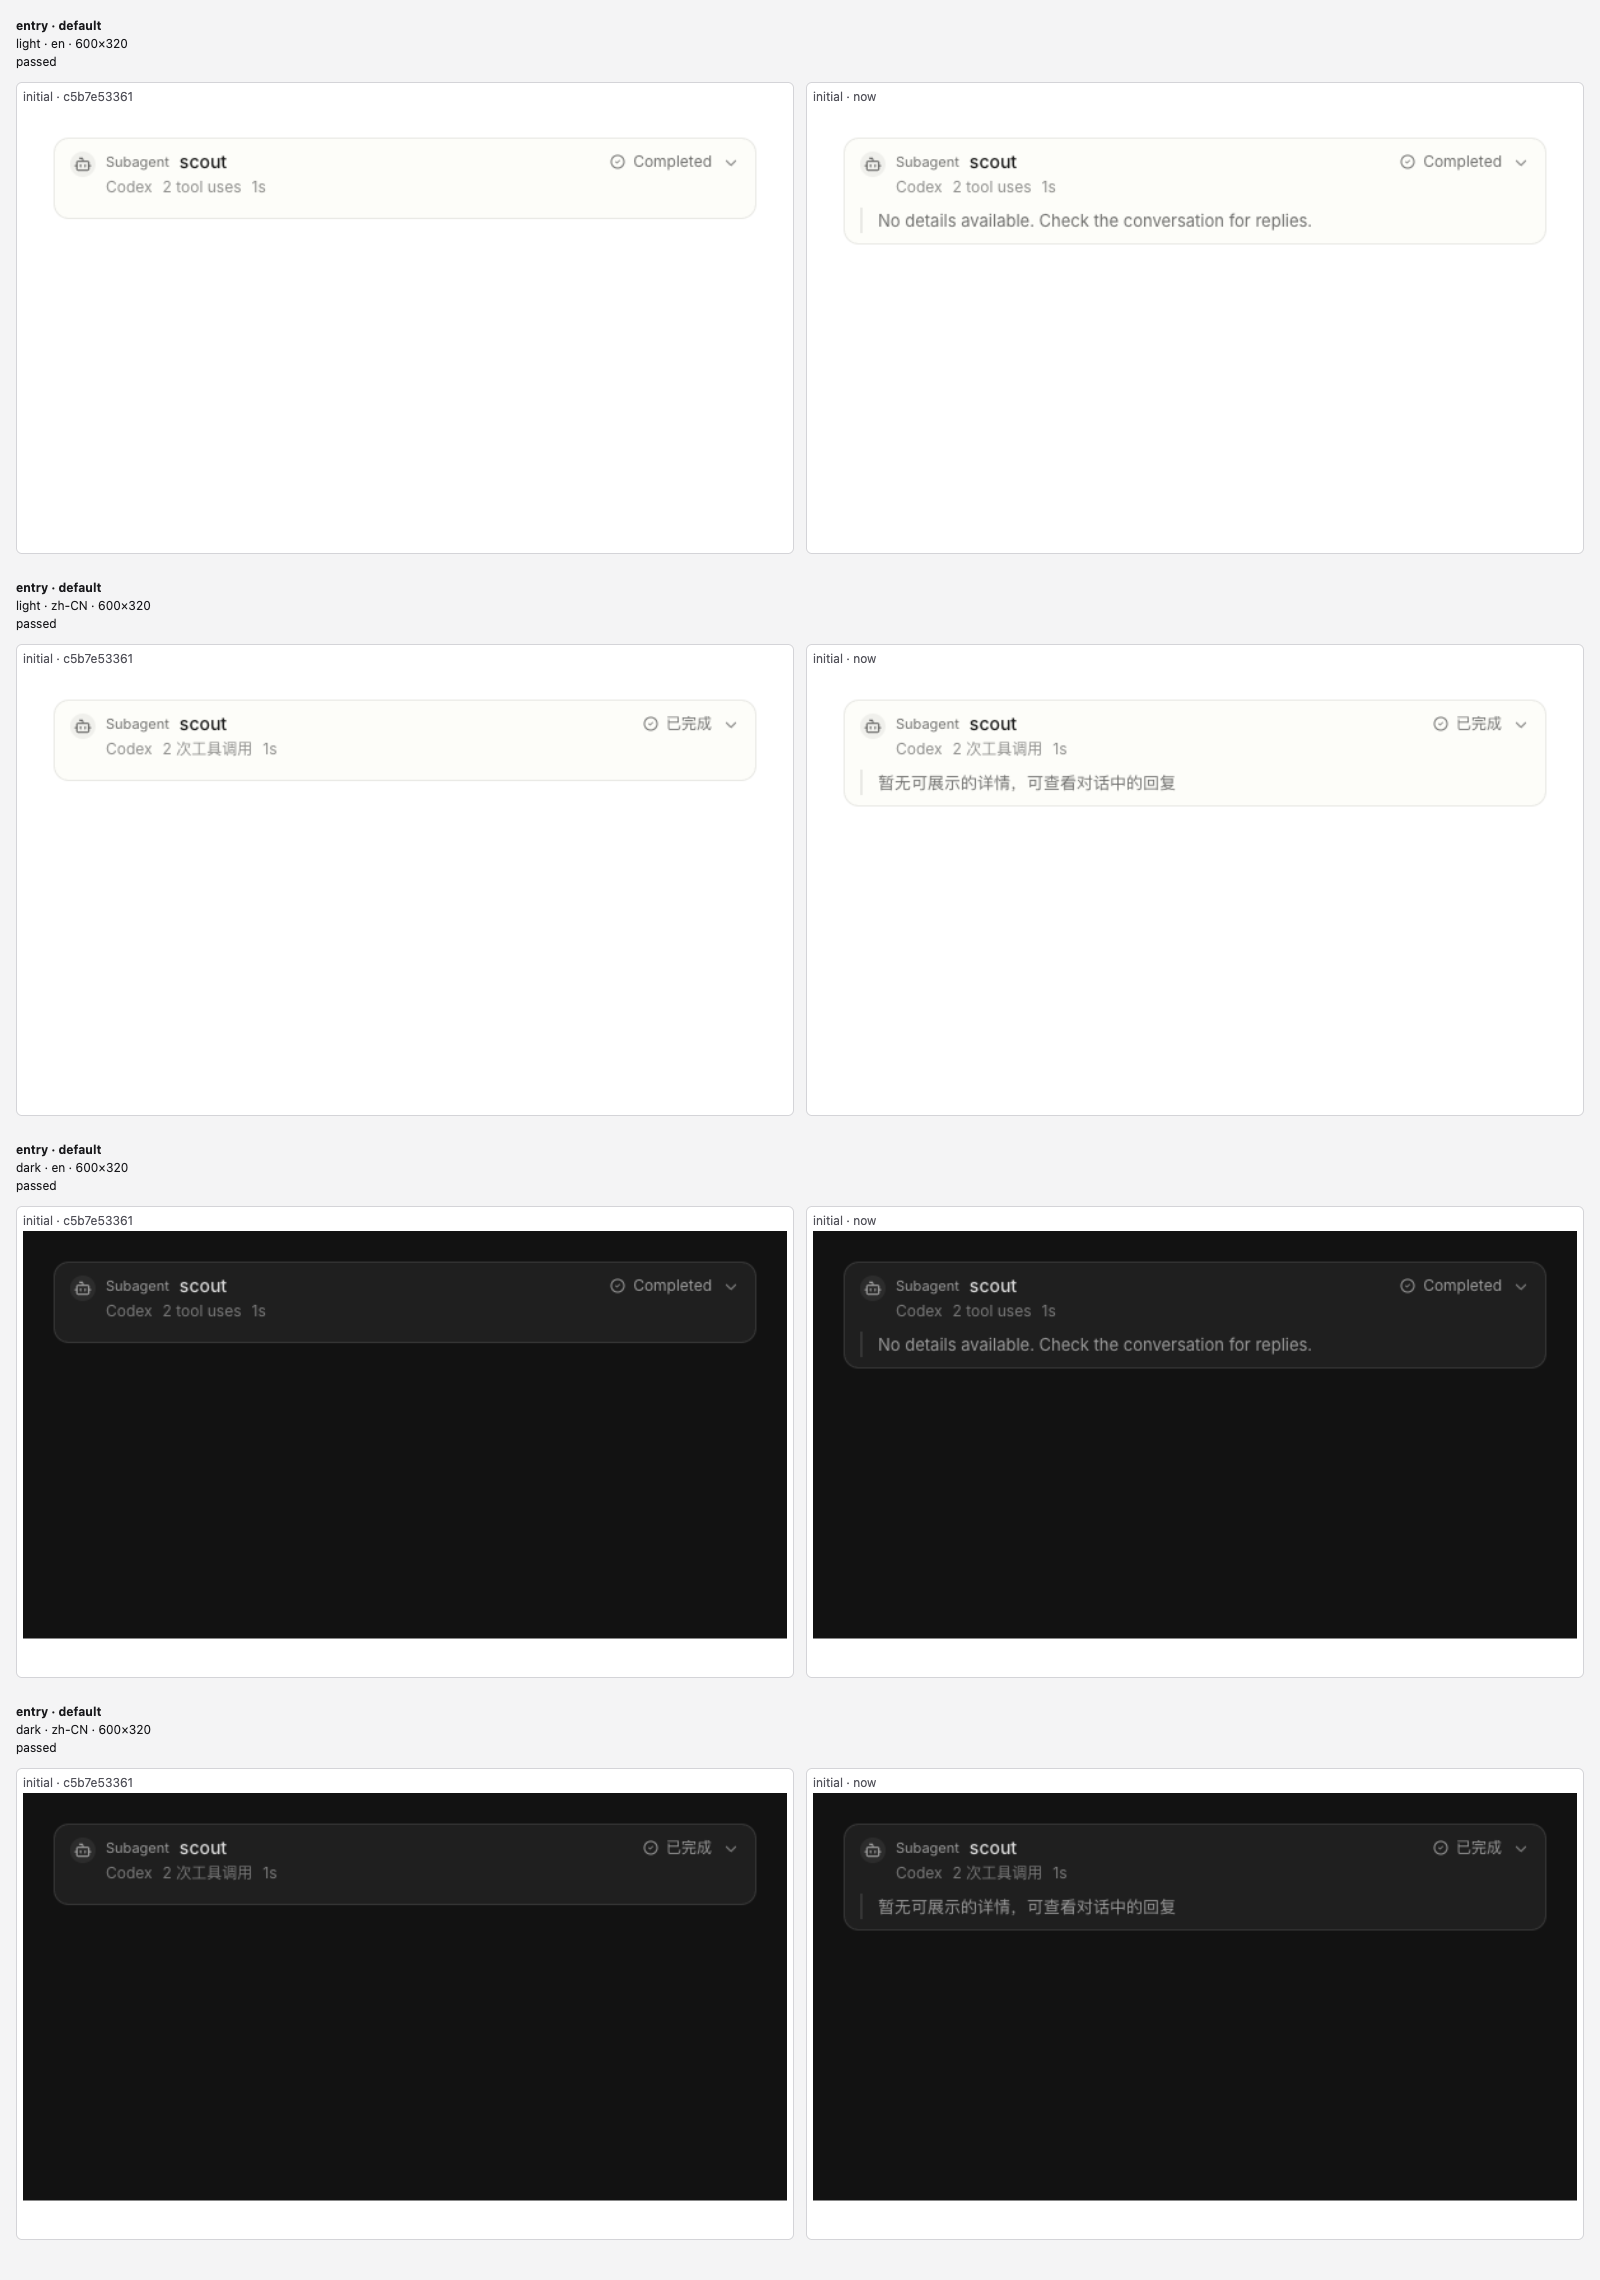 entry · default
light · en · 600×320
passed
initial · c5b7e53361
Subagent scout Completed
Codex 2 tool uses 1s
initial · now
Subagent scout Completed
Codex 2 tool uses 1s
No details available. Check the conversation for replies.
entry · default
light · zh-CN · 600×320
passed
initial · c5b7e53361
Subagent scout 已完成
Codex 2 次工具调用 1s
initial · now
Subagent scout 已完成
Codex 2 次工具调用 1s
暂无可展示的详情，可查看对话中的回复
entry · default
dark · en · 600×320
passed
initial · c5b7e53361
Subagent scout Completed
Codex 2 tool uses 1s
initial · now
Subagent scout Completed
Codex 2 tool uses 1s
No details available. Check the conversation for replies.
entry · default
dark · zh-CN · 600×320
passed
initial · c5b7e53361
Subagent scout 已完成
Codex 2 次工具调用 1s
initial · now
Subagent scout 已完成
Codex 2 次工具调用 1s
暂无可展示的详情，可查看对话中的回复